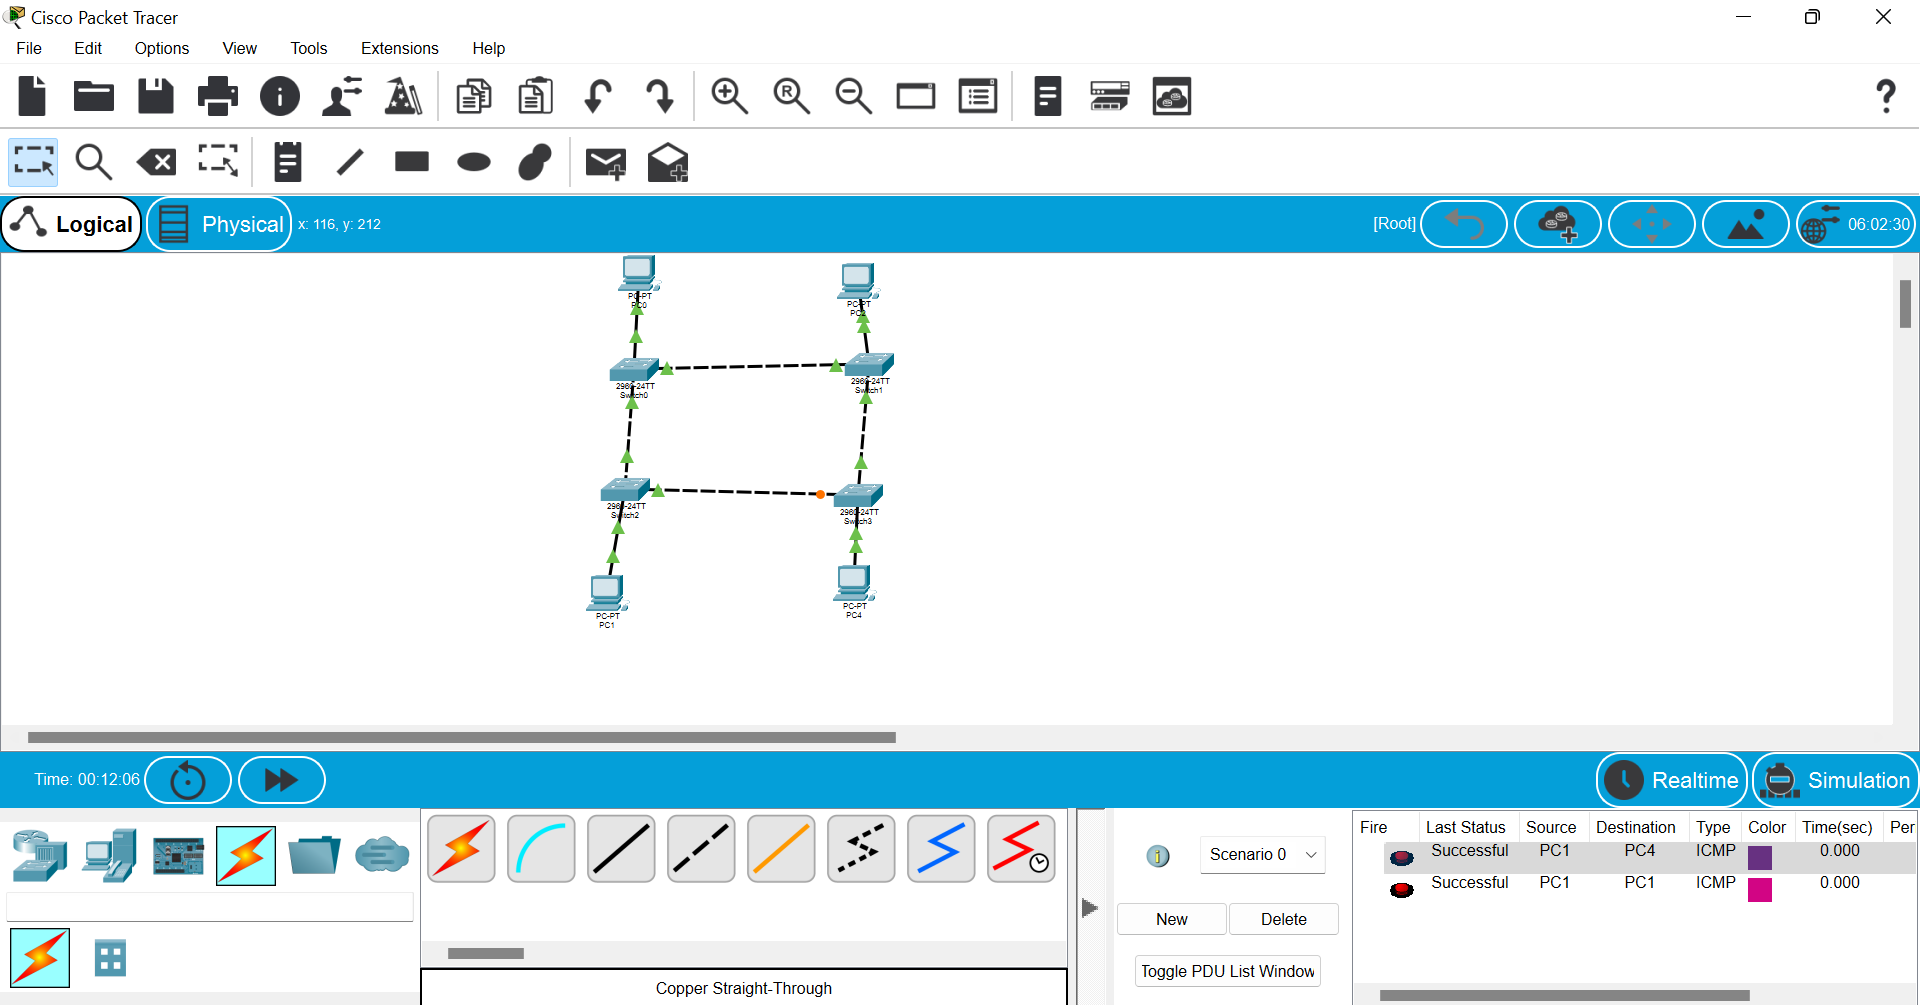 Cisco Packet Tracer
File Edit Options View Tools Extensions Help
Logical Physical x: 116, y: 212 [Root] 06:02:30
PC-PT
PC0
PC-PT
PC2
2960-24TT
Switch0
2960-24TT
Switch1
2960-24TT
Switch2
2960-24TT
Switch3
PC-PT
PC1
PC-PT
PC4
Time: 00:12:06 Realtime Simulation
Scenario 0
New Delete
Toggle PDU List Window
Copper Straight-Through
Fire Last Status Source Destination Type Color Time(sec) Per
Successful PC1 PC4 ICMP 0.000
Successful PC1 PC1 ICMP 0.000